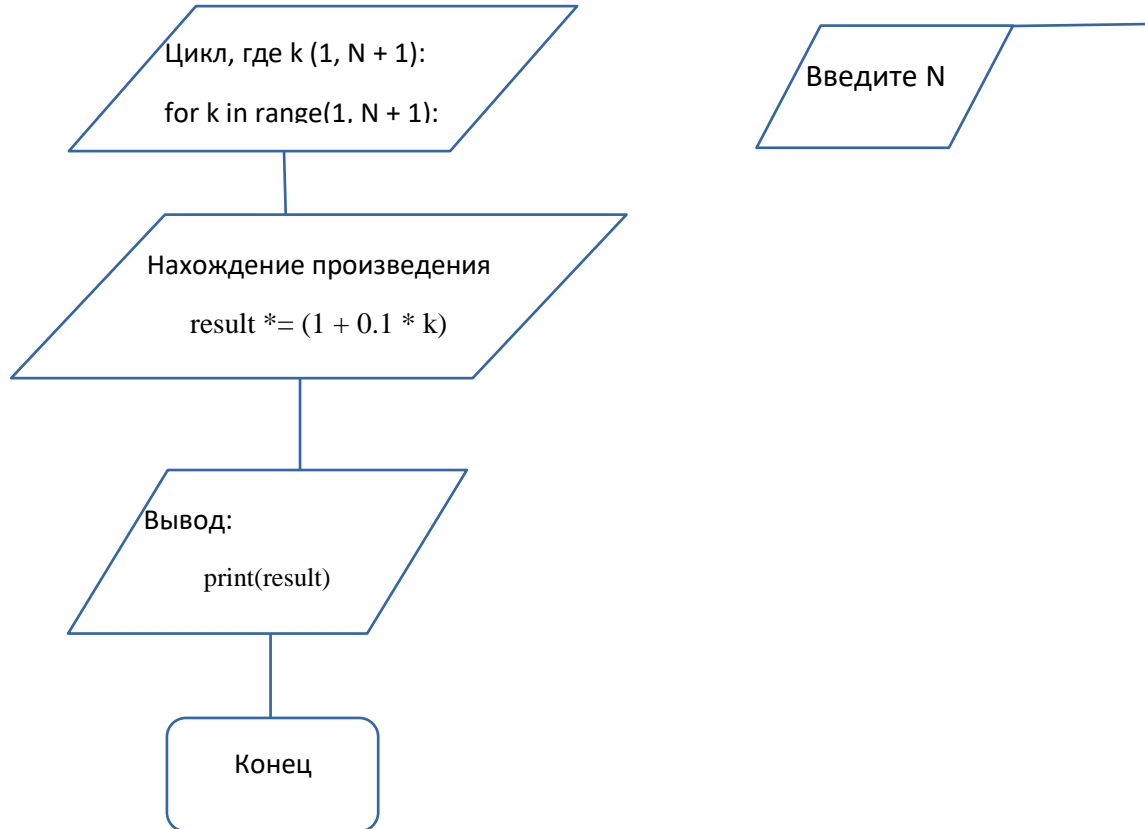 Цикл, где k (1, N + 1):
for k in range(1, N + 1):
Введите N
Нахождение произведения
result *= (1 + 0.1 * k)
Вывод:
print(result)
Конец